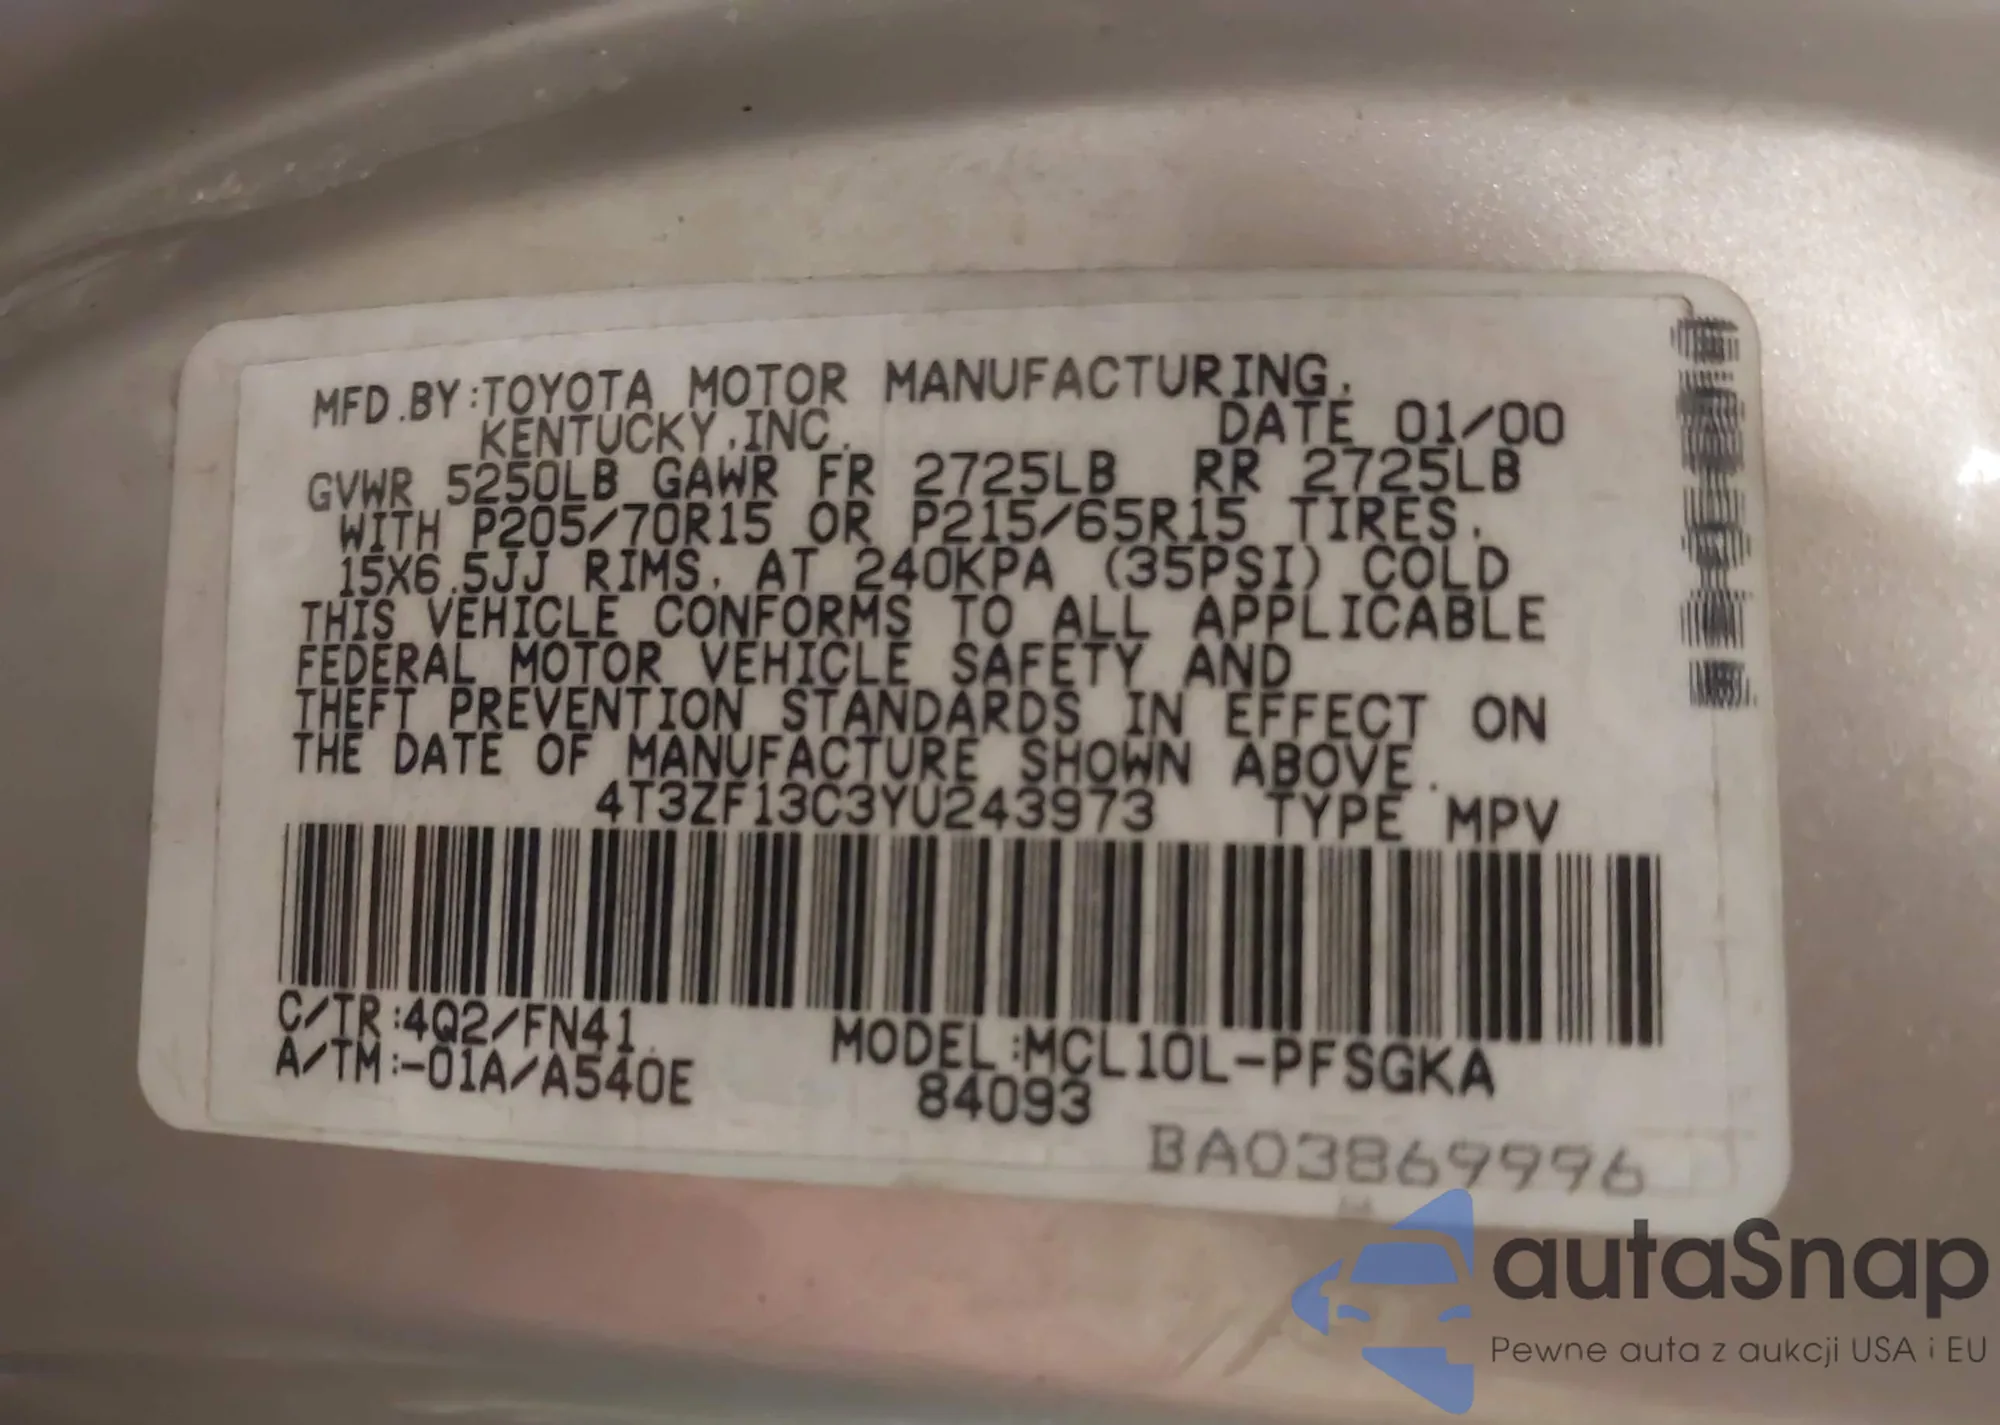 MFD.BY:TOYOTA MOTOR MANUFACTURING,
KENTUCKY,INC. DATE 01/00
GVWR 5250LB GAWR FR 2725LB RR 2725LB
WITH P205/70R15 OR P215/65R15 TIRES,
15X6.5JJ RIMS, AT 240KPA (35PSI) COLD
THIS VEHICLE CONFORMS TO ALL APPLICABLE
FEDERAL MOTOR VEHICLE SAFETY AND
THEFT PREVENTION STANDARDS IN EFFECT ON
THE DATE OF MANUFACTURE SHOWN ABOVE.
4T3ZF13C3YU243973 TYPE MPV
C/TR:4Q2/FN41 MODEL:MCL10L-PFSGKA
A/TM:-01A/A540E 84093
BA03869996
autaSnap
Pewne auta z aukcji USA i EU